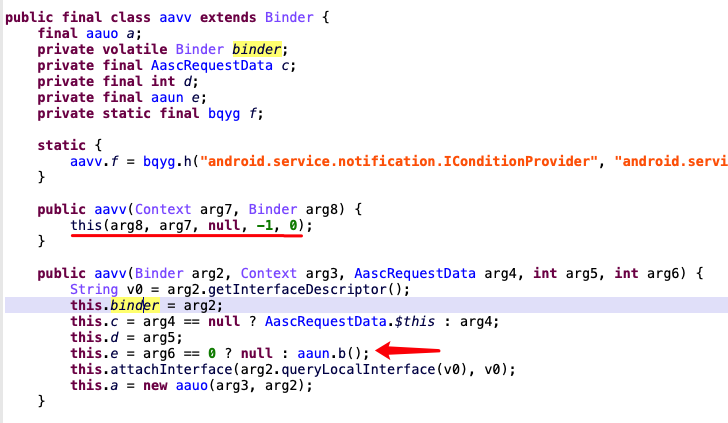 public final class aavv extends Binder {
    final aauo a;
    private volatile Binder binder;
    private final AascRequestData c;
    private final int d;
    private final aaun e;
    private static final bqyg f;

    static {
        aavv.f = bqyg.h("android.service.notification.IConditionProvider", "android.servi
    }

    public aavv(Context arg7, Binder arg8) {
        this(arg8, arg7, null, -1, 0);
    }

    public aavv(Binder arg2, Context arg3, AascRequestData arg4, int arg5, int arg6) {
        String v0 = arg2.getInterfaceDescriptor();
        this.binder = arg2;
        this.c = arg4 == null ? AascRequestData.$this : arg4;
        this.d = arg5;
        this.e = arg6 == 0 ? null : aaun.b();
        this.attachInterface(arg2.queryLocalInterface(v0), v0);
        this.a = new aauo(arg3, arg2);
    }